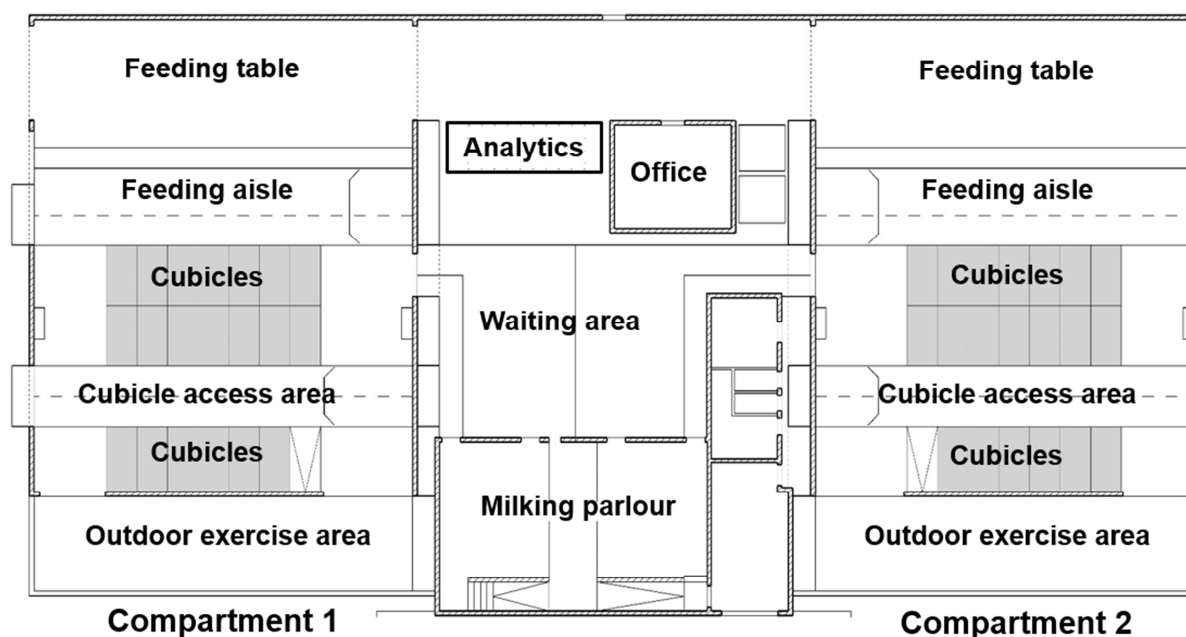 Feeding table
Feeding table
Analytics
Office
Feeding aisle
Feeding aisle
Cubicles
Cubicles
Waiting area
Cubicle access area
Cubicle access area
Cubicles
Cubicles
Milking parlour
Outdoor exercise area
Outdoor exercise area
Compartment 1
Compartment 2